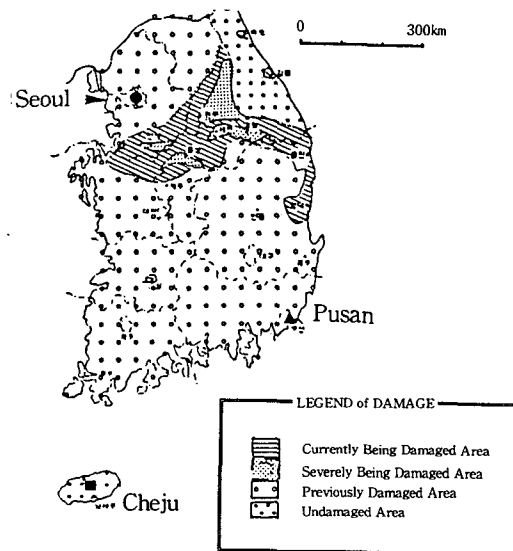 0 300km
Seoul
Pusan
Cheju
LEGEND of DAMAGE
Currently Being Damaged Area
Severely Being Damaged Area
Previously Damaged Area
Undamaged Area